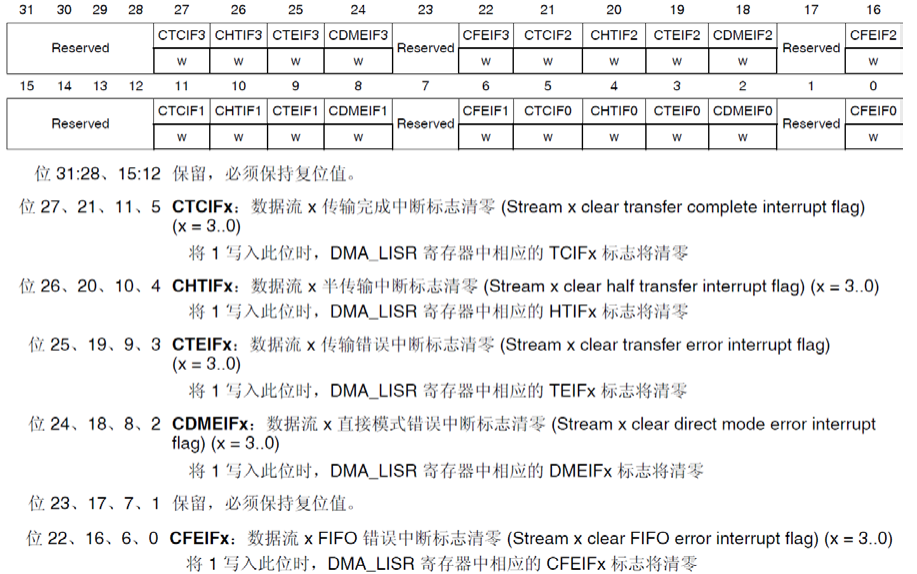 31 30 29 28 27 26 25 24 23 22 21 20 19 18 17 16
Reserved CTCIF3 CHTIF3 CTEIF3 CDMEIF3 Reserved CFEIF3 CTCIF2 CHTIF2 CTEIF2 CDMEIF2 Reserved CFEIF2
w w w w w w w w w w
15 14 13 12 11 10 9 8 7 6 5 4 3 2 1 0
Reserved CTCIF1 CHTIF1 CTEIF1 CDMEIF1 Reserved CFEIF1 CTCIF0 CHTIF0 CTEIF0 CDMEIF0 Reserved CFEIF0
w w w w w w w w w w
位 31:28、15:12 保留，必须保持复位值。
位 27、21、11、5 CTCIFx：数据流 x 传输完成中断标志清零 (Stream x clear transfer complete interrupt flag)
(x = 3..0)
将 1 写入此位时，DMA_LISR 寄存器中相应的 TCIFx 标志将清零
位 26、20、10、4 CHTIFx：数据流 x 半传输中断标志清零 (Stream x clear half transfer interrupt flag) (x = 3..0)
将 1 写入此位时，DMA_LISR 寄存器中相应的 HTIFx 标志将清零
位 25、19、9、3 CTEIFx：数据流 x 传输错误中断标志清零 (Stream x clear transfer error interrupt flag)
(x = 3..0)
将 1 写入此位时，DMA_LISR 寄存器中相应的 TEIFx 标志将清零
位 24、18、8、2 CDMEIFx：数据流 x 直接模式错误中断标志清零 (Stream x clear direct mode error interrupt
flag) (x = 3..0)
将 1 写入此位时，DMA_LISR 寄存器中相应的 DMEIFx 标志将清零
位 23、17、7、1 保留，必须保持复位值。
位 22、16、6、0 CFEIFx：数据流 x FIFO 错误中断标志清零 (Stream x clear FIFO error interrupt flag) (x = 3..0)
将 1 写入此位时，DMA_LISR 寄存器中相应的 CFEIFx 标志将清零